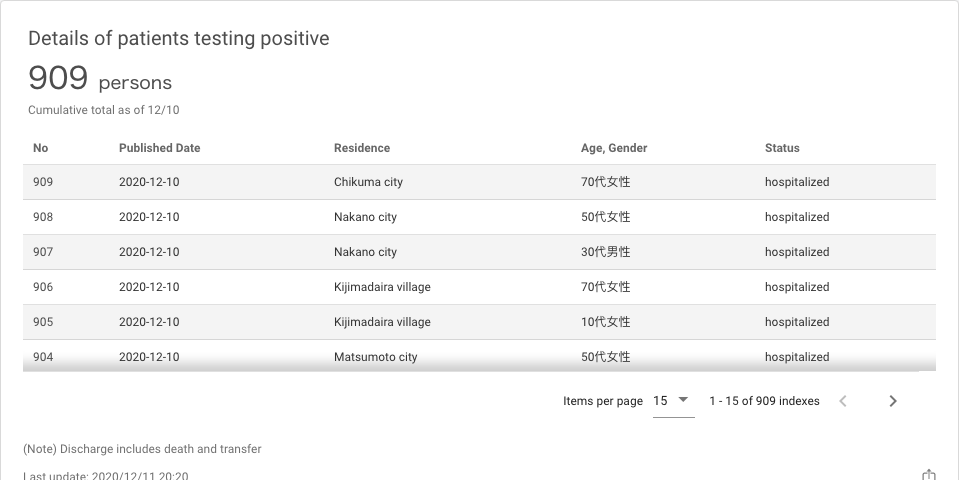 Details of patients testing positive
909 persons
Cumulative total as of 12/10
No Published Date Residence Age, Gender Status
909 2020-12-10 Chikuma city 70代女性 hospitalized
908 2020-12-10 Nakano city 50代女性 hospitalized
907 2020-12-10 Nakano city 30代男性 hospitalized
906 2020-12-10 Kijimadaira village 70代女性 hospitalized
905 2020-12-10 Kijimadaira village 10代女性 hospitalized
904 2020-12-10 Matsumoto city 50代女性 hospitalized
Items per page 15 1 - 15 of 909 indexes
(Note) Discharge includes death and transfer
Last update: 2020/12/11 20:20